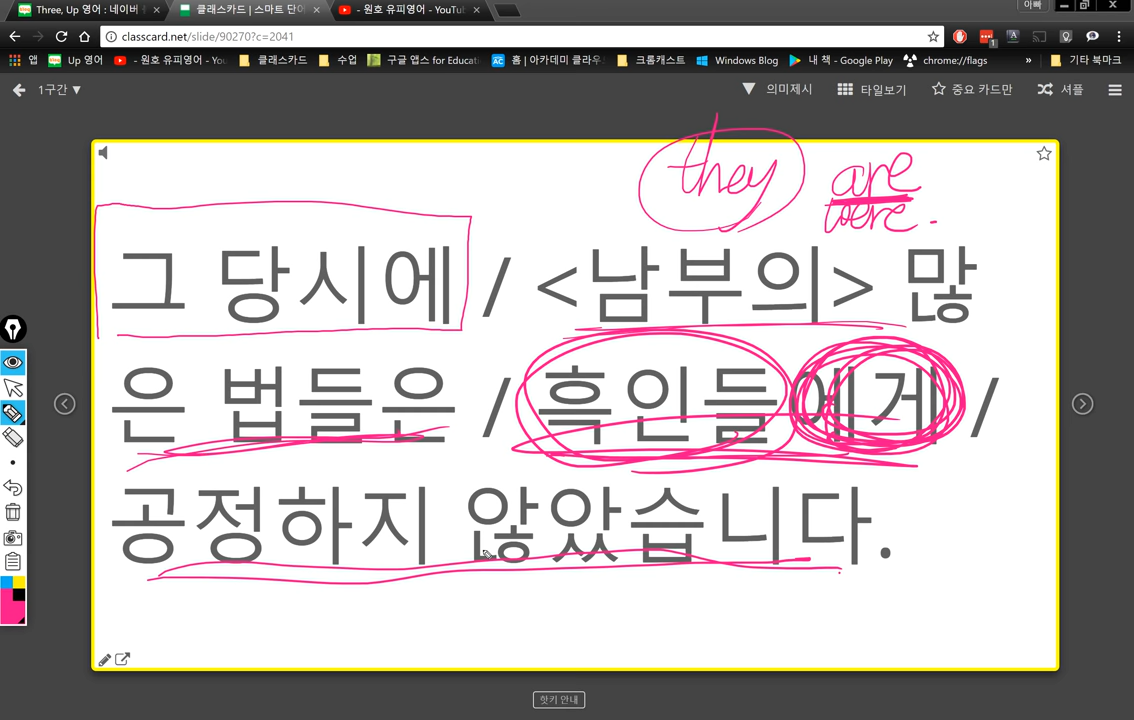 Three, Up 영어 : 네이버
클래스카드 | 스마트 단어
- 원호 유피영어 - YouTu
아빠
classcard.net/slide/90270?c=2041
앱 Up 영어 - 원호 유피영어 - You 클래스카드 수업 구글 앱스 for Educati 홈 | 아카데미 클라우 크롬캐스트 Windows Blog 내 책 - Google Play chrome://flags » 기타 북마크
1구간 ▼ 의미제시 타일보기 중요 카드만 셔플
they are
were.
그 당시에 / <남부의> 많
은 법들은 / 흑인들에게 /
공정하지 않았습니다.
핫키 안내